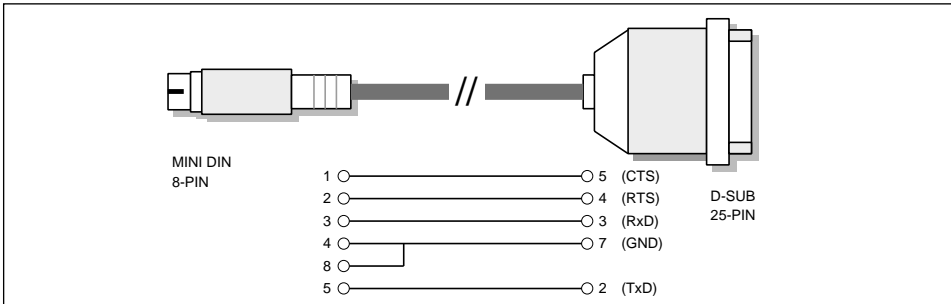 MINI DIN
8-PIN
1 5 (CTS)
2 4 (RTS)
D-SUB
25-PIN
3 3 (RxD)
4 7 (GND)
8
5 2 (TxD)